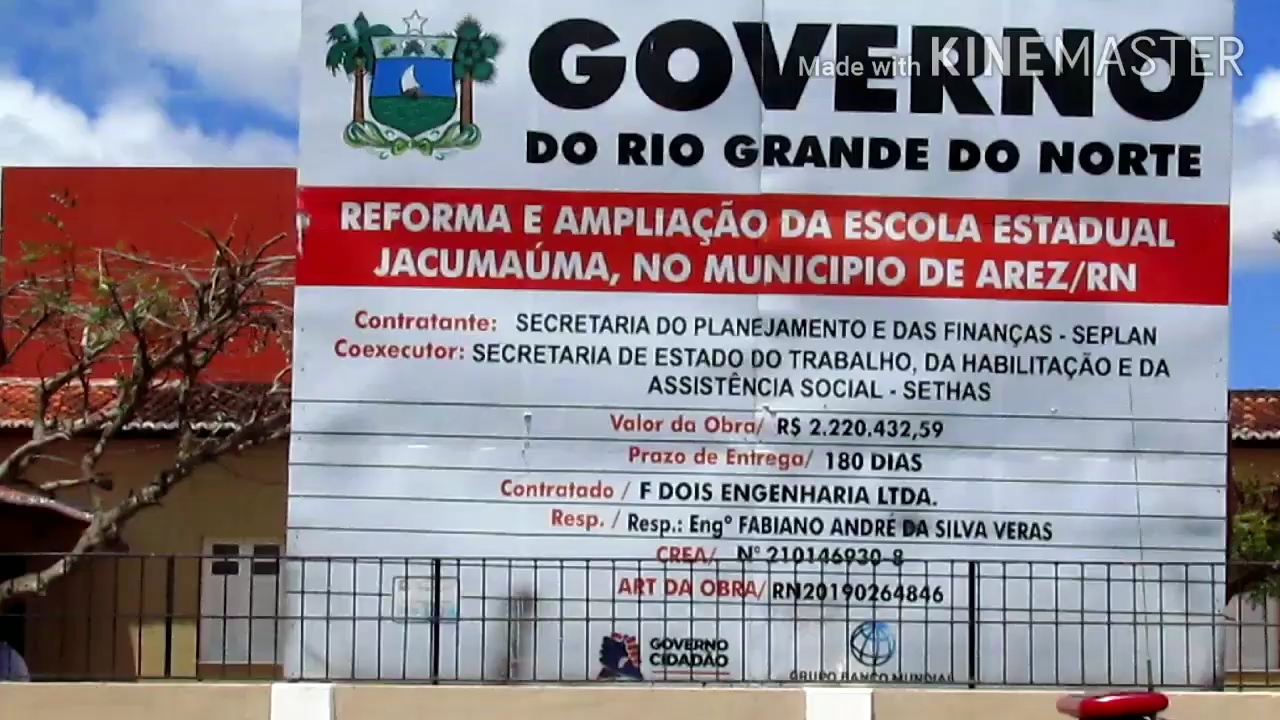 Made with KINEMASTER
GOVERNO
DO RIO GRANDE DO NORTE
REFORMA E AMPLIAÇÃO DA ESCOLA ESTADUAL
JACUMAÚMA, NO MUNICIPIO DE AREZ/RN
Contratante: SECRETARIA DO PLANEJAMENTO E DAS FINANÇAS - SEPLAN
Coexecutor: SECRETARIA DE ESTADO DO TRABALHO, DA HABILITAÇÃO E DA
ASSISTÊNCIA SOCIAL - SETHAS
Valor da Obra/ R$ 2.220.432,59
Prazo de Entrega/ 180 DIAS
Contratado / F DOIS ENGENHARIA LTDA.
Resp. / Resp.: Engº FABIANO ANDRÉ DA SILVA VERAS
CREA/ Nº 210146930-8
ART DA OBRA/ RN20190264846
GOVERNO
CIDADÃO
GRUPO BANCO MUNDIAL